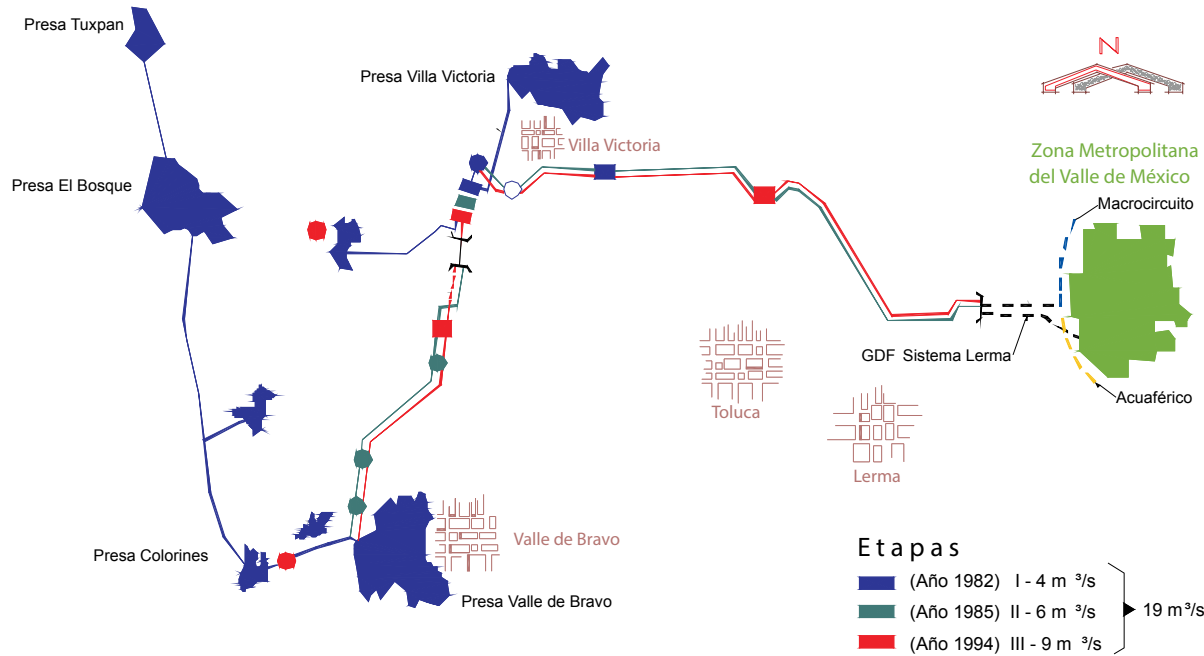 Presa Tuxpan
N
Presa Villa Victoria
Villa Victoria
Zona Metropolitana
del Valle de México
Presa El Bosque
Macrocircuito
GDF Sistema Lerma
Toluca
Acuaférico
Lerma
Presa Colorines
Valle de Bravo
Presa Valle de Bravo
Etapas
(Año 1982) I - 4 m ³/s
(Año 1985) II - 6 m ³/s
(Año 1994) III - 9 m ³/s
19 m³/s